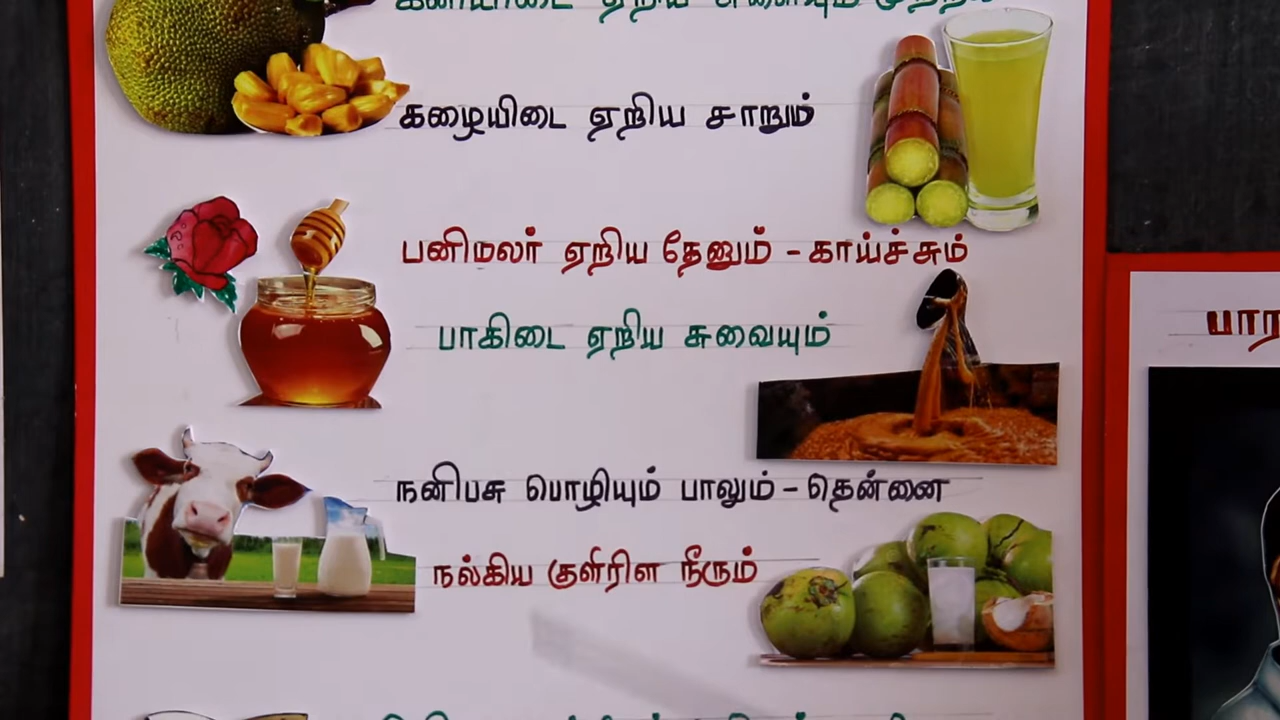 கழையிடை ஏறிய சாறும்
பனிமலர் ஏறிய தேனும் - காய்ச்சும்
பாகிடை ஏறிய சுவையும்
நனிபசு பொழியும் பாலும் - தென்னை
நல்கிய குளிரிள நீரும்